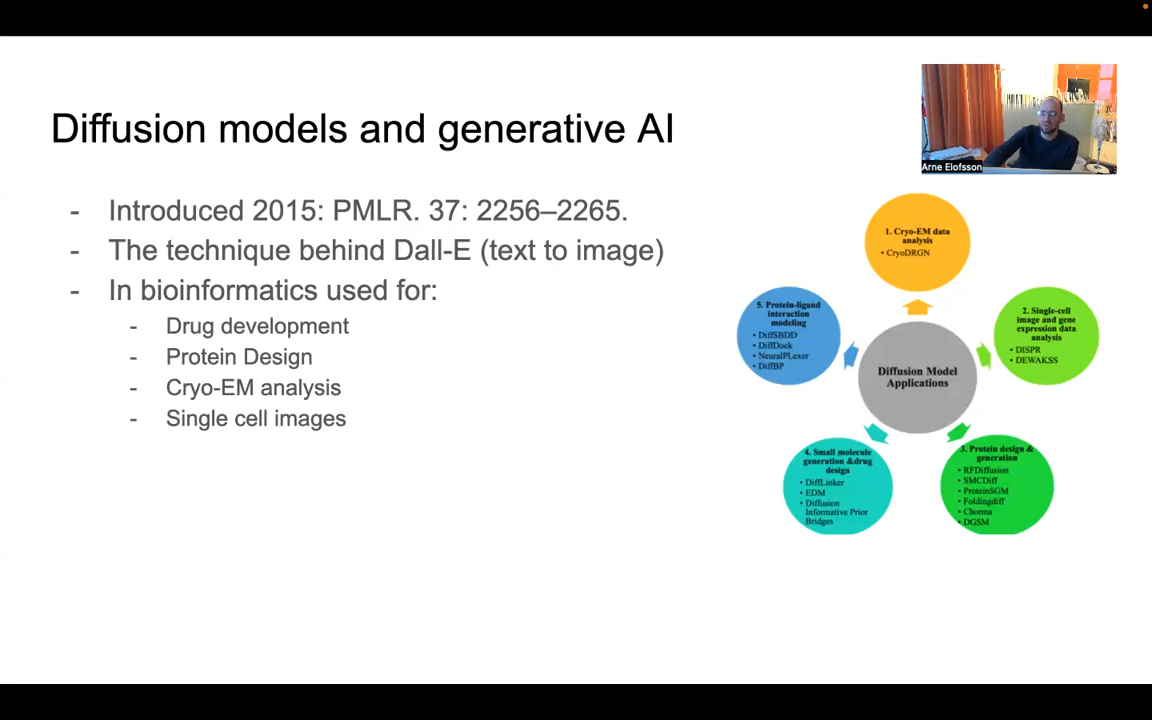 Diffusion models and generative AI
- Introduced 2015: PMLR. 37: 2256–2265.
- The technique behind Dall-E (text to image)
- In bioinformatics used for:
- Drug development
- Protein Design
- Cryo-EM analysis
- Single cell images
Arne Elofsson
1. Cryo-EM data
analysis
• CryoDRGN
2. Single-cell
image and gene
expression data
analysis
• DISPR
• DEWAKSS
3. Protein design &
generation
• RFDiffusion
• SMCDiff
• ProteinSGM
• Foldingdiff
• Chorma
• DGSM
4. Small molecule
generation &drug
design
• DiffLinker
• EDM
• Diffusion
Informative Prior
Bridges
5. Protein-ligand
interaction
modeling
• DiffSBDD
• DiffDock
• NeuralPLexer
• DiffBP
Diffusion Model
Applications